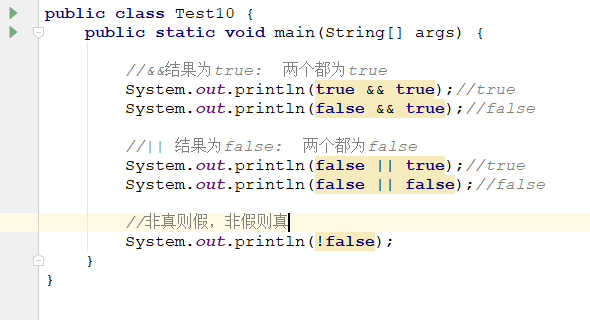 public class Test10 {
public static void main(String[] args) {
//&&结果为true:  两个都为true
System.out.println(true && true);//true
System.out.println(false && true);//false
//|| 结果为false:  两个都为false
System.out.println(false || true);//true
System.out.println(false || false);//false
//非真则假，非假则真
System.out.println(!false);
}
}